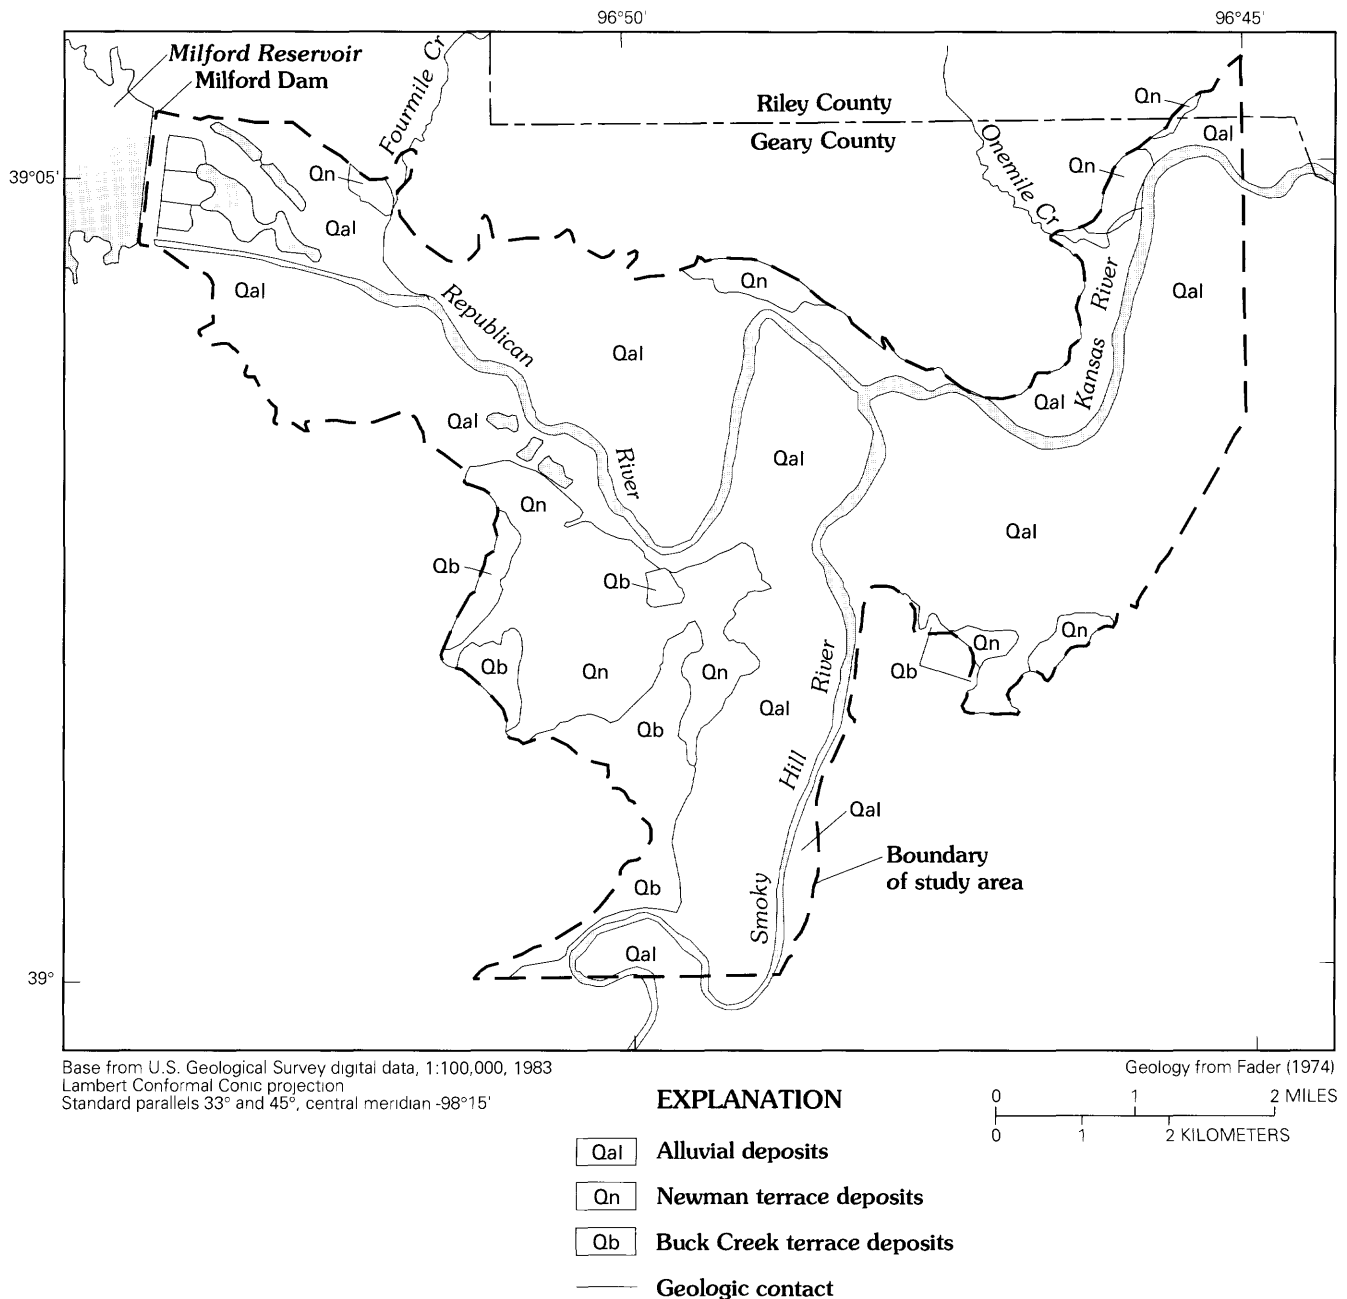 96°50'
96°45'
Milford Reservoir
Milford Dam
Fourmile Cr
Riley County
Geary County
Onemile Cr
Qn
Qal
Qn
39°05'
Qn
Qal
Qal
Republican
River
Qal
Qn
Kansas
River
Qal
Qal
Qal
Qal
Qn
Qal
Qb
Qb
Qb
Qn
Qn
Qb
Qal
Smoky
Hill
River
Qb
Qn
Qn
Qal
Boundary
of study area
Qb
Qal
39°
Base from U.S. Geological Survey digital data, 1:100,000, 1983
Lambert Conformal Conic projection
Standard parallels 33° and 45°, central meridian -98°15'
Geology from Fader (1974)
0 1 2 MILES
0 1 2 KILOMETERS
EXPLANATION
Qal Alluvial deposits
Qn Newman terrace deposits
Qb Buck Creek terrace deposits
Geologic contact